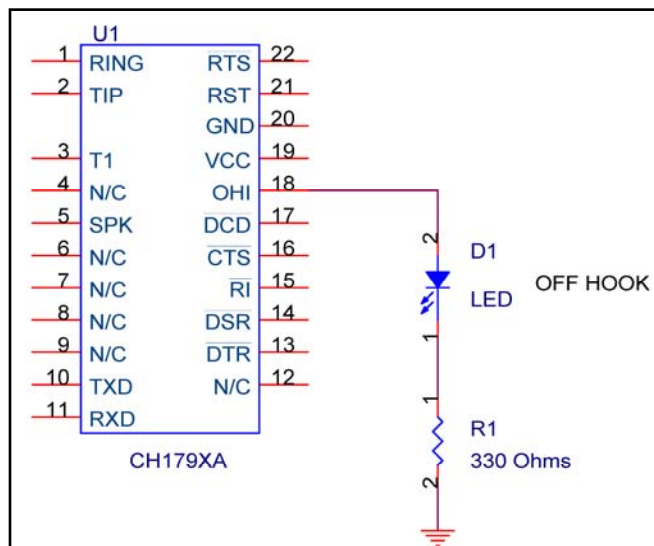 U1
1 RING RTS 22
2 TIP RST 21
GND 20
3 T1 VCC 19
4 N/C OHI 18
5 SPK DCD 17
6 N/C CTS 16
7 N/C RI 15
8 N/C DSR 14
9 N/C DTR 13
10 TXD N/C 12
11 RXD
CH179XA
2
D1
LED
OFF HOOK
1
1
R1
330 Ohms
2